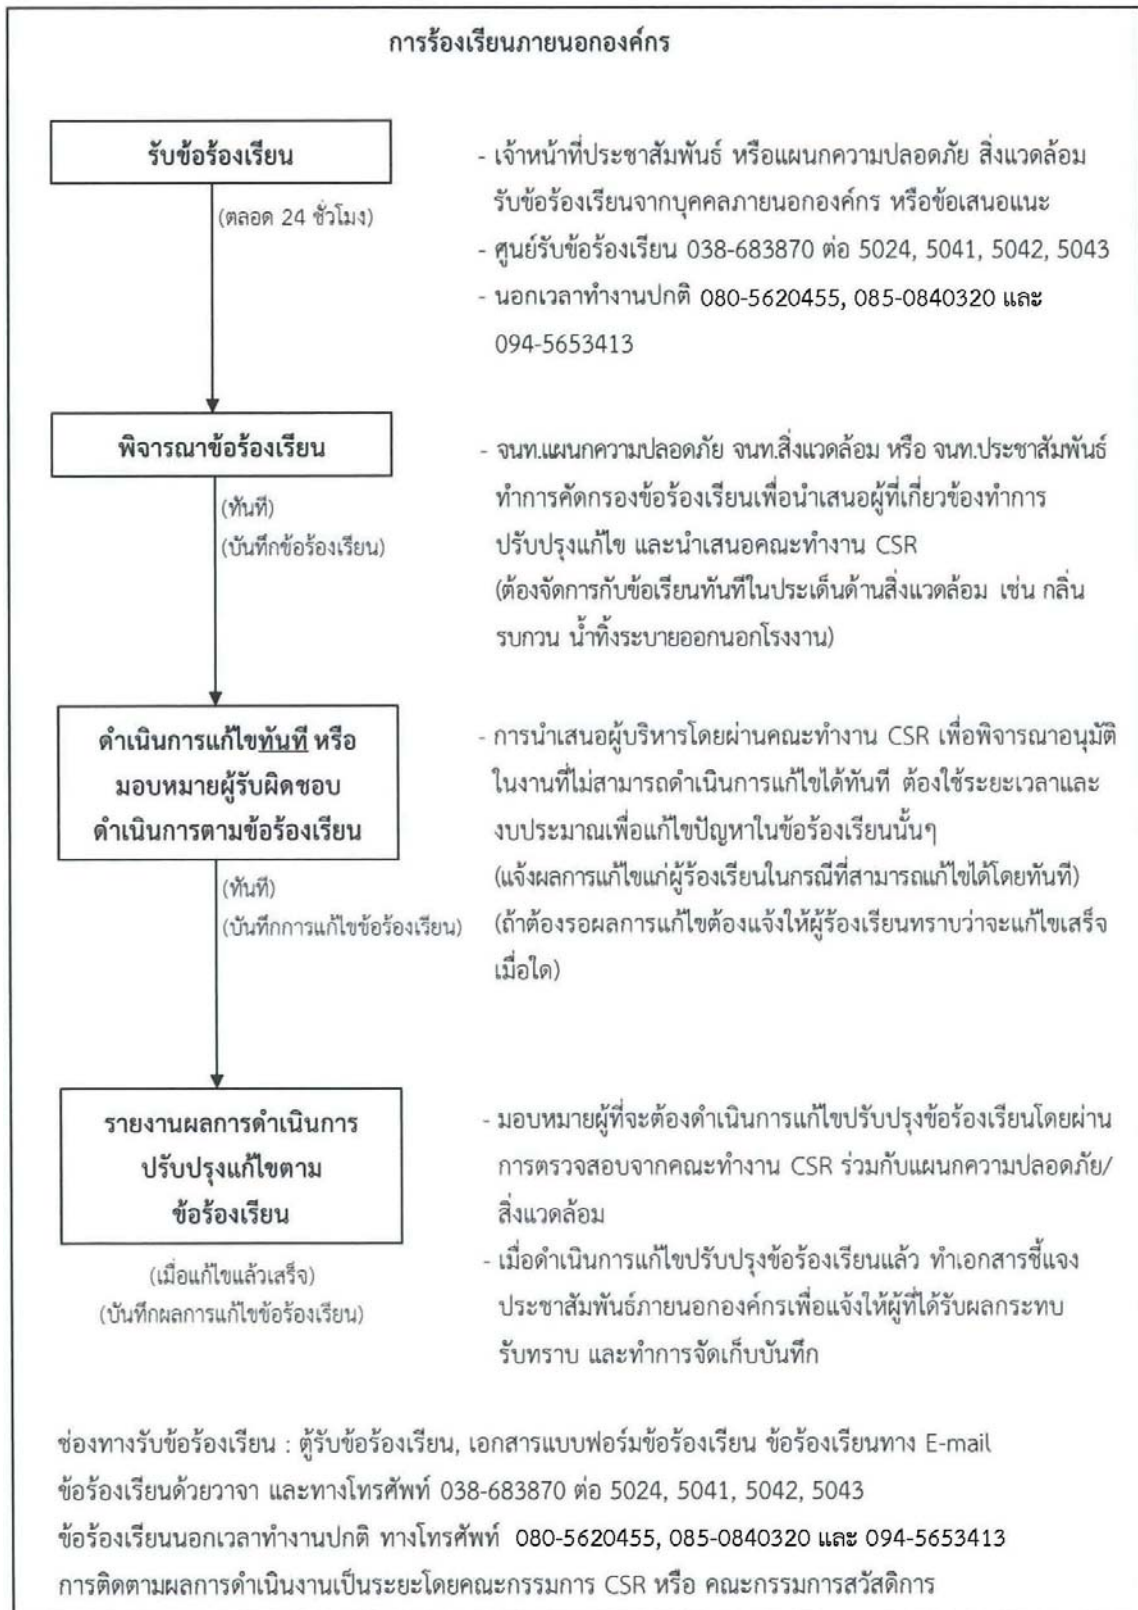 การร้องเรียนภายนอกองค์กร
รับข้อร้องเรียน
(ตลอด 24 ชั่วโมง)
- เจ้าหน้าที่ประชาสัมพันธ์ หรือแผนกความปลอดภัย สิ่งแวดล้อม
รับข้อร้องเรียนจากบุคคลภายนอกองค์กร หรือข้อเสนอแนะ
- ศูนย์รับข้อร้องเรียน 038-683870 ต่อ 5024, 5041, 5042, 5043
- นอกเวลาทำงานปกติ 080-5620455, 085-0840320 และ
094-5653413
พิจารณาข้อร้องเรียน
(ทันที)
(บันทึกข้อร้องเรียน)
- จนท.แผนกความปลอดภัย จนท.สิ่งแวดล้อม หรือ จนท.ประชาสัมพันธ์
ทำการคัดกรองข้อร้องเรียนเพื่อนำเสนอผู้ที่เกี่ยวข้องทำการ
ปรับปรุงแก้ไข และนำเสนอคณะทำงาน CSR
(ต้องจัดการกับข้อเรียนทันทีในประเด็นด้านสิ่งแวดล้อม เช่น กลิ่น
รบกวน น้ำทิ้งระบายออกนอกโรงงาน)
ดำเนินการแก้ไขทันที หรือ
มอบหมายผู้รับผิดชอบ
ดำเนินการตามข้อร้องเรียน
(ทันที)
(บันทึกการแก้ไขข้อร้องเรียน)
- การนำเสนอผู้บริหารโดยผ่านคณะทำงาน CSR เพื่อพิจารณาอนุมัติ
ในงานที่ไม่สามารถดำเนินการแก้ไขได้ทันที ต้องใช้ระยะเวลาและ
งบประมาณเพื่อแก้ไขปัญหาในข้อร้องเรียนนั้นๆ
(แจ้งผลการแก้ไขแก่ผู้ร้องเรียนในกรณีที่สามารถแก้ไขได้โดยทันที)
(ถ้าต้องรอผลการแก้ไขต้องแจ้งให้ผู้ร้องเรียนทราบว่าจะแก้ไขเสร็จ
เมื่อใด)
รายงานผลการดำเนินการ
ปรับปรุงแก้ไขตาม
ข้อร้องเรียน
(เมื่อแก้ไขแล้วเสร็จ)
(บันทึกผลการแก้ไขข้อร้องเรียน)
- มอบหมายผู้ที่จะต้องดำเนินการแก้ไขปรับปรุงข้อร้องเรียนโดยผ่าน
การตรวจสอบจากคณะทำงาน CSR ร่วมกับแผนกความปลอดภัย/
สิ่งแวดล้อม
- เมื่อดำเนินการแก้ไขปรับปรุงข้อร้องเรียนแล้ว ทำเอกสารชี้แจง
ประชาสัมพันธ์ภายนอกองค์กรเพื่อแจ้งให้ผู้ที่ได้รับผลกระทบ
รับทราบ และทำการจัดเก็บบันทึก
ช่องทางรับข้อร้องเรียน : ตู้รับข้อร้องเรียน, เอกสารแบบฟอร์มข้อร้องเรียน ข้อร้องเรียนทาง E-mail
ข้อร้องเรียนด้วยวาจา และทางโทรศัพท์ 038-683870 ต่อ 5024, 5041, 5042, 5043
ข้อร้องเรียนนอกเวลาทำงานปกติ ทางโทรศัพท์ 080-5620455, 085-0840320 และ 094-5653413
การติดตามผลการดำเนินงานเป็นระยะโดยคณะกรรมการ CSR หรือ คณะกรรมการสวัสดิการ